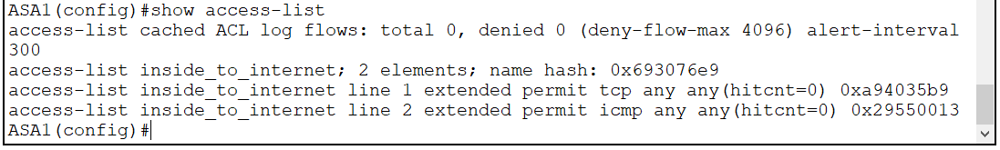 ASA1(config)#show access-list
access-list cached ACL log flows: total 0, denied 0 (deny-flow-max 4096) alert-interval
300
access-list inside_to_internet; 2 elements; name hash: 0x693076e9
access-list inside_to_internet line 1 extended permit tcp any any(hitcnt=0) 0xa94035b9
access-list inside_to_internet line 2 extended permit icmp any any(hitcnt=0) 0x29550013
ASA1(config)#